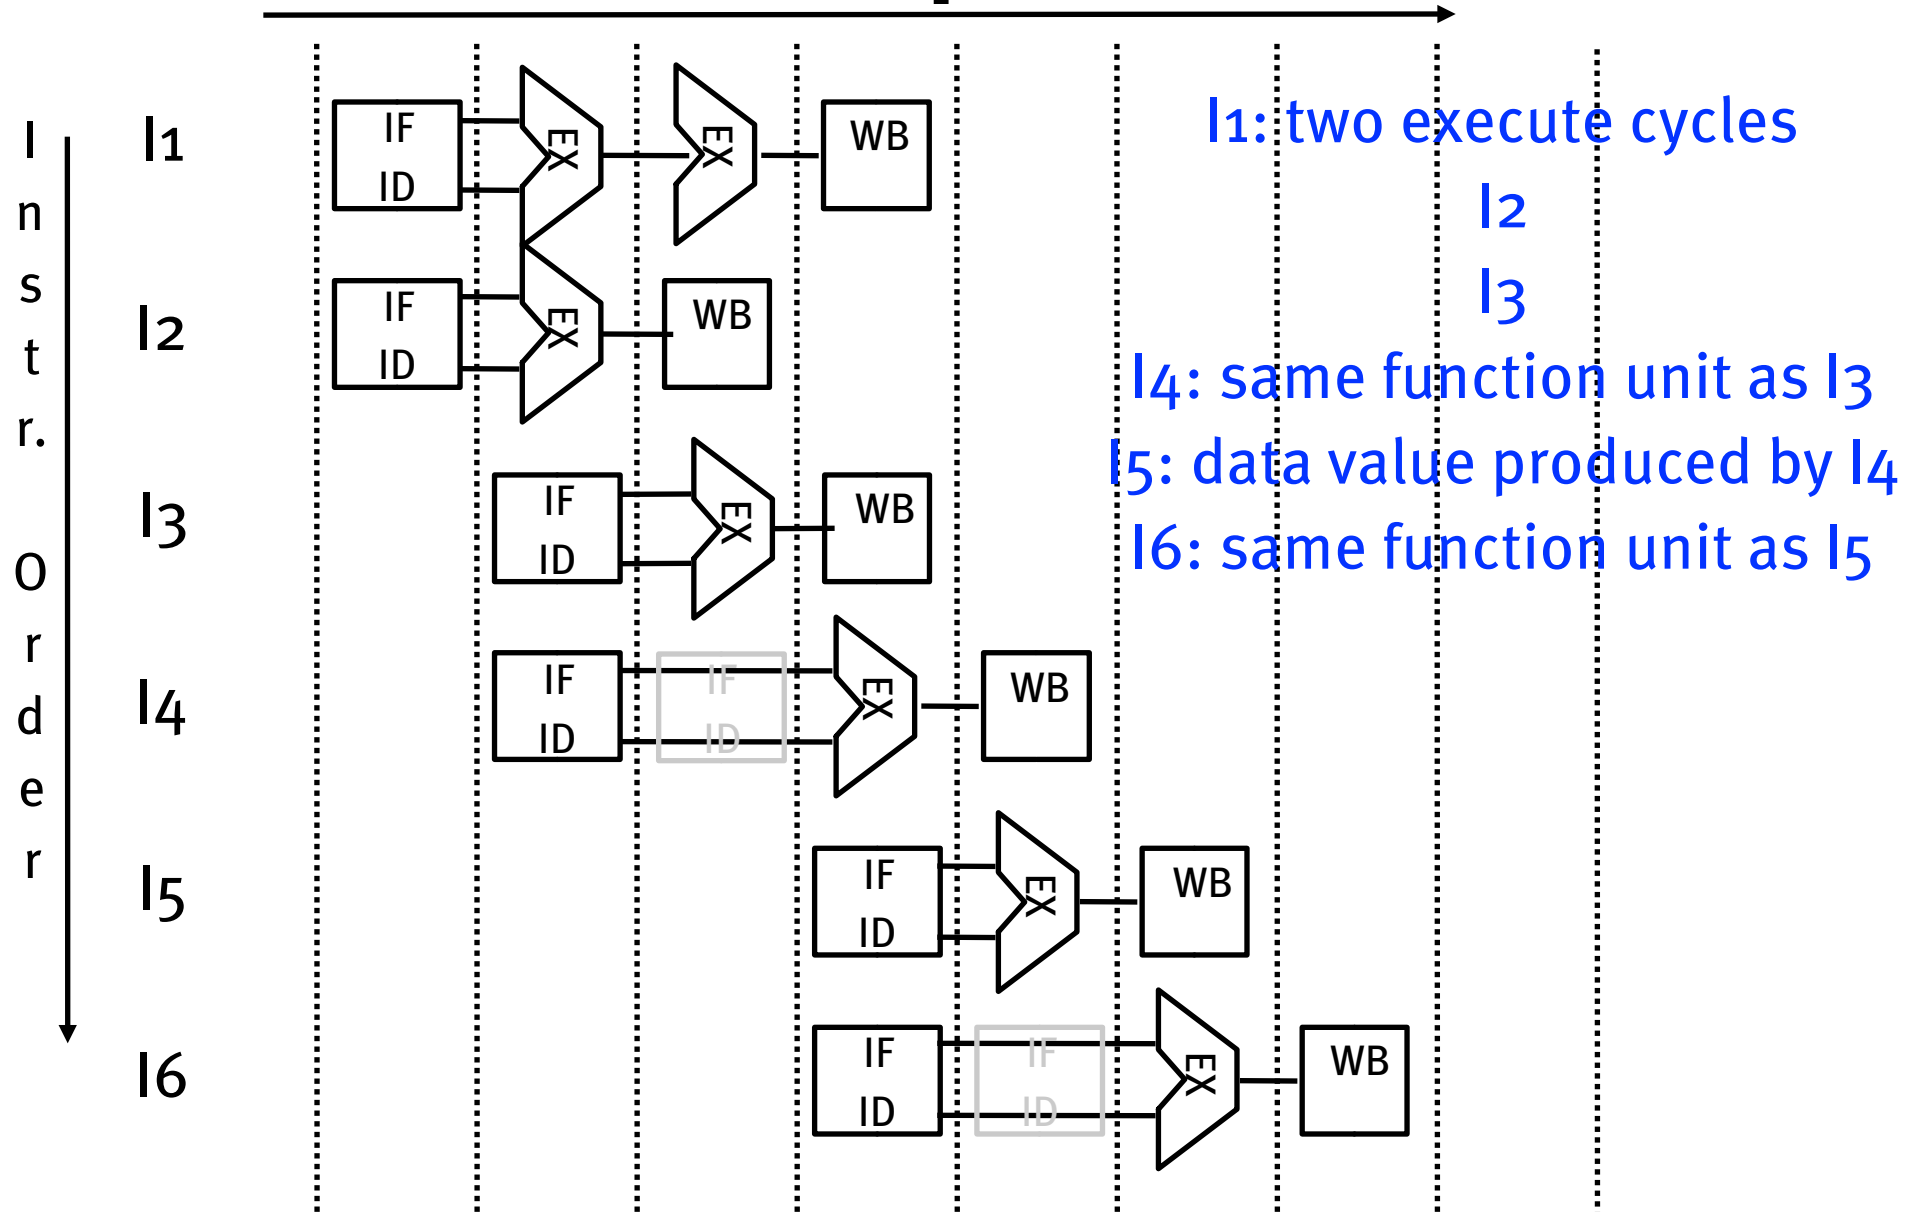 Instr. Order
I1
IF
ID
EX
EX
WB
I1: two execute cycles
I2
I3
I4: same function unit as I3
I5: data value produced by I4
I6: same function unit as I5
I2
IF
ID
EX
WB
I3
IF
ID
EX
WB
I4
IF
ID
IF
ID
EX
WB
I5
IF
ID
EX
WB
I6
IF
ID
IF
ID
EX
WB